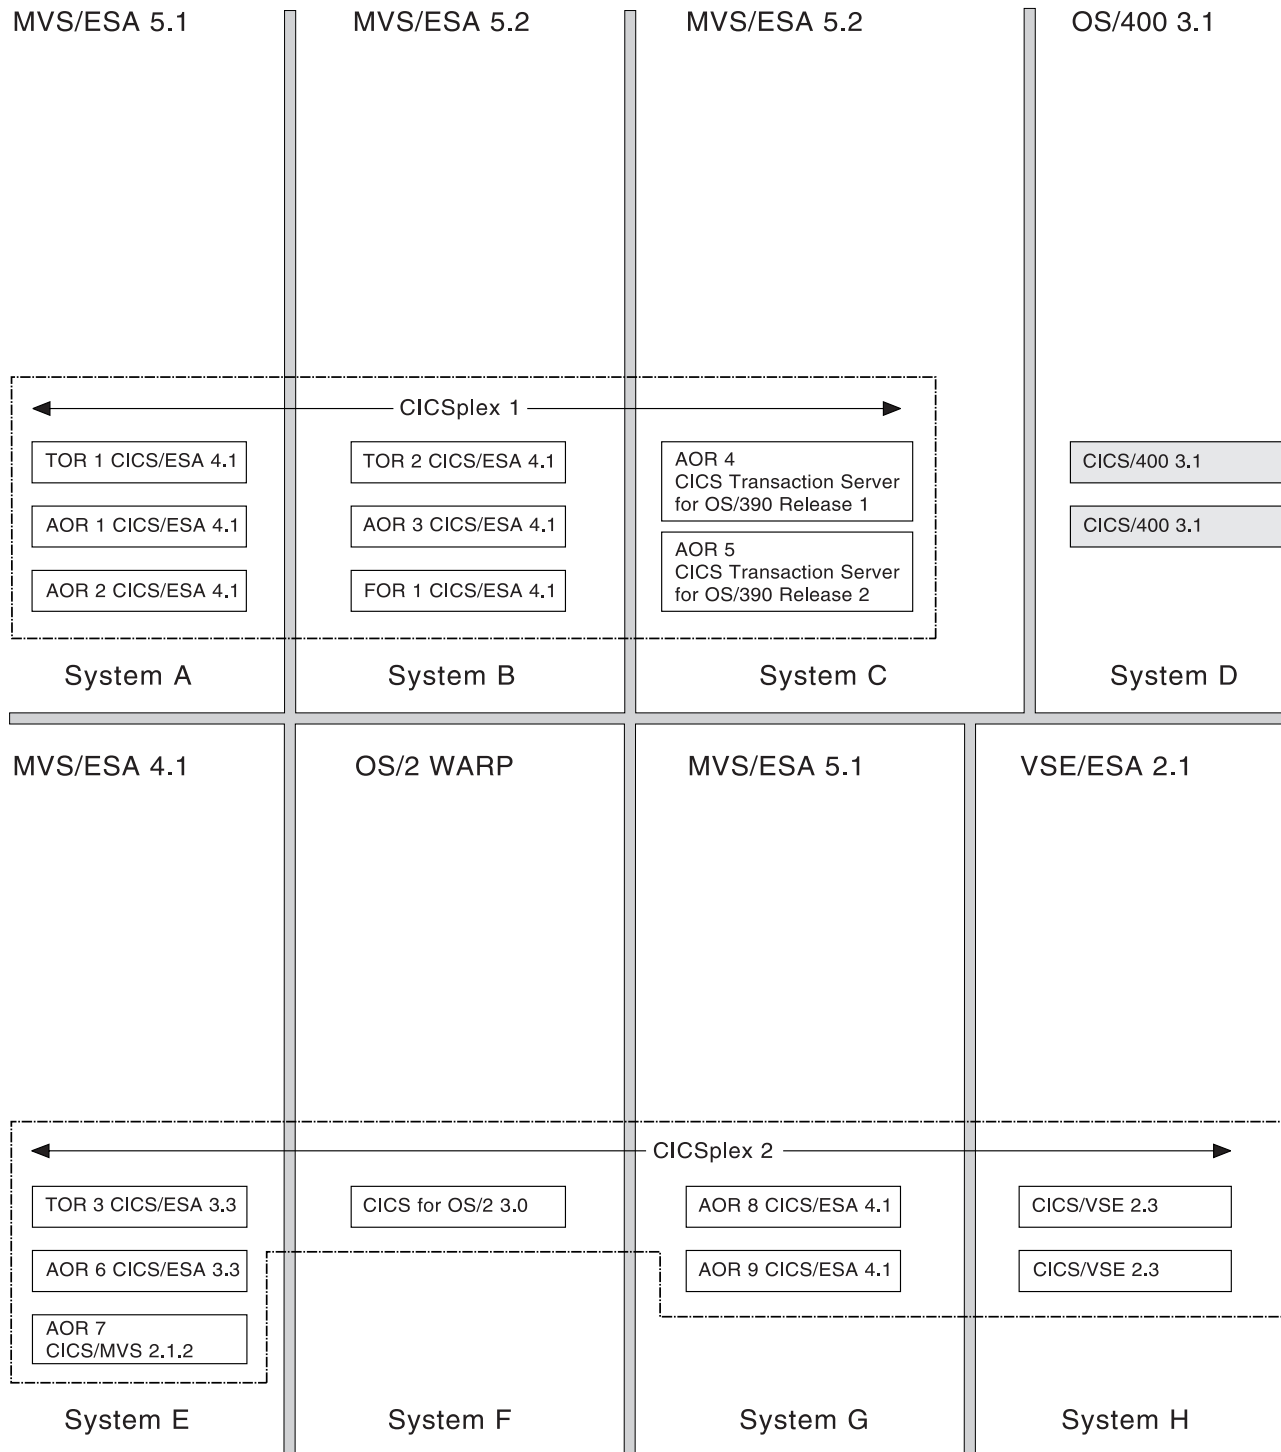 MVS/ESA 5.1
MVS/ESA 5.2
MVS/ESA 5.2
OS/400 3.1
CICSplex 1
TOR 1 CICS/ESA 4.1
AOR 1 CICS/ESA 4.1
AOR 2 CICS/ESA 4.1
TOR 2 CICS/ESA 4.1
AOR 3 CICS/ESA 4.1
FOR 1 CICS/ESA 4.1
AOR 4
CICS Transaction Server
for OS/390 Release 1
AOR 5
CICS Transaction Server
for OS/390 Release 2
CICS/400 3.1
CICS/400 3.1
System A
System B
System C
System D
MVS/ESA 4.1
OS/2 WARP
MVS/ESA 5.1
VSE/ESA 2.1
CICSplex 2
TOR 3 CICS/ESA 3.3
AOR 6 CICS/ESA 3.3
AOR 7
CICS/MVS 2.1.2
CICS for OS/2 3.0
AOR 8 CICS/ESA 4.1
AOR 9 CICS/ESA 4.1
CICS/VSE 2.3
CICS/VSE 2.3
System E
System F
System G
System H